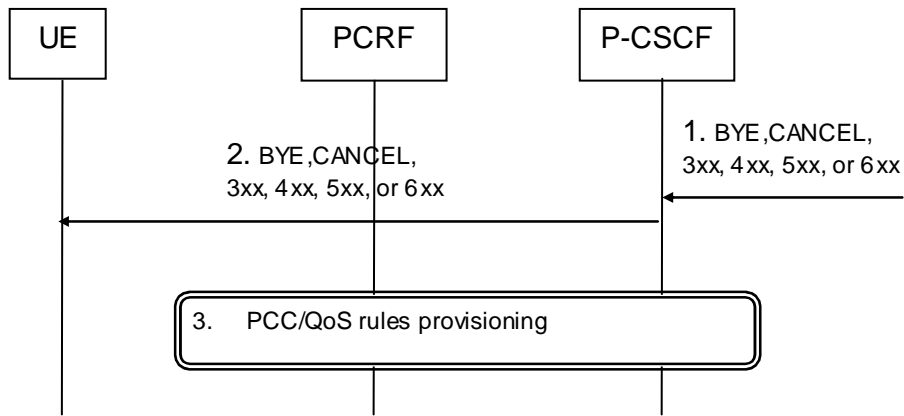 UE
PCRF
P-CSCF
1. BYE,CANCEL,
3xx, 4xx, 5xx, or 6xx
2. BYE,CANCEL,
3xx, 4xx, 5xx, or 6xx
3. PCC/QoS rules provisioning